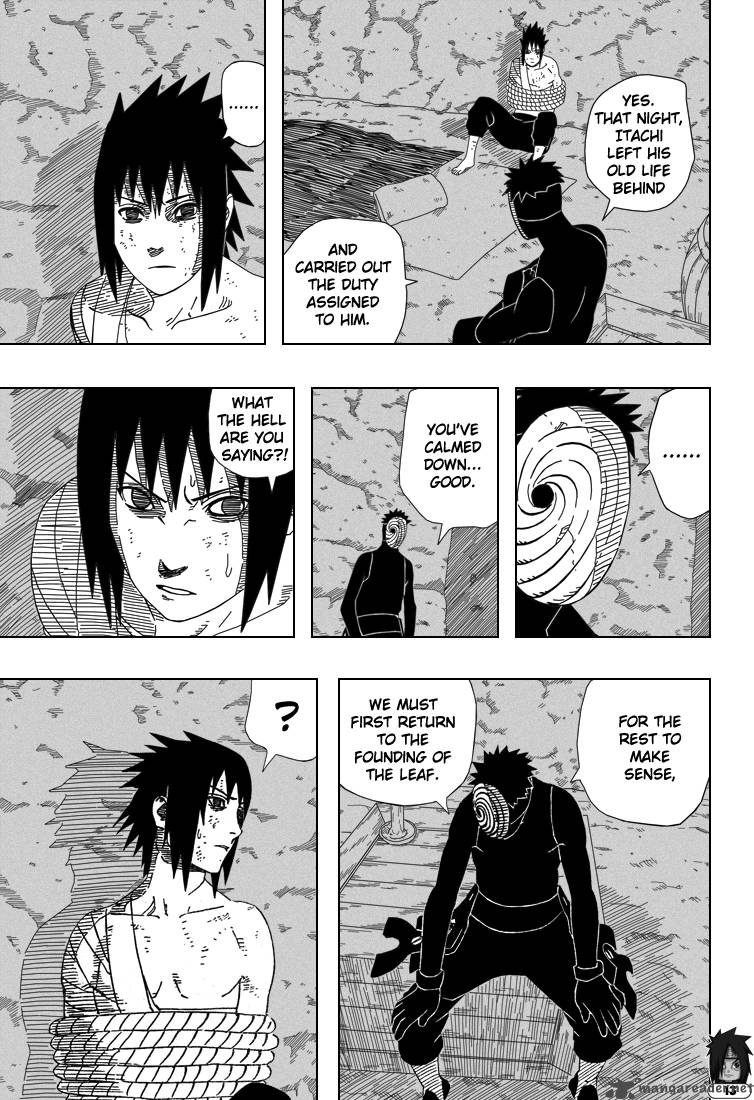 YES.
THAT NIGHT,
ITACHI
LEFT HIS
OLD LIFE
BEHIND
AND
CARRIED OUT
THE DUTY
ASSIGNED
TO HIM.
......
......
YOU'VE
CALMED
DOWN...
GOOD.
WHAT
THE HELL
ARE YOU
SAYING?!
FOR THE
REST TO
MAKE
SENSE,
WE MUST
FIRST RETURN
TO THE
FOUNDING OF
THE LEAF.
?
13
mangareader.net